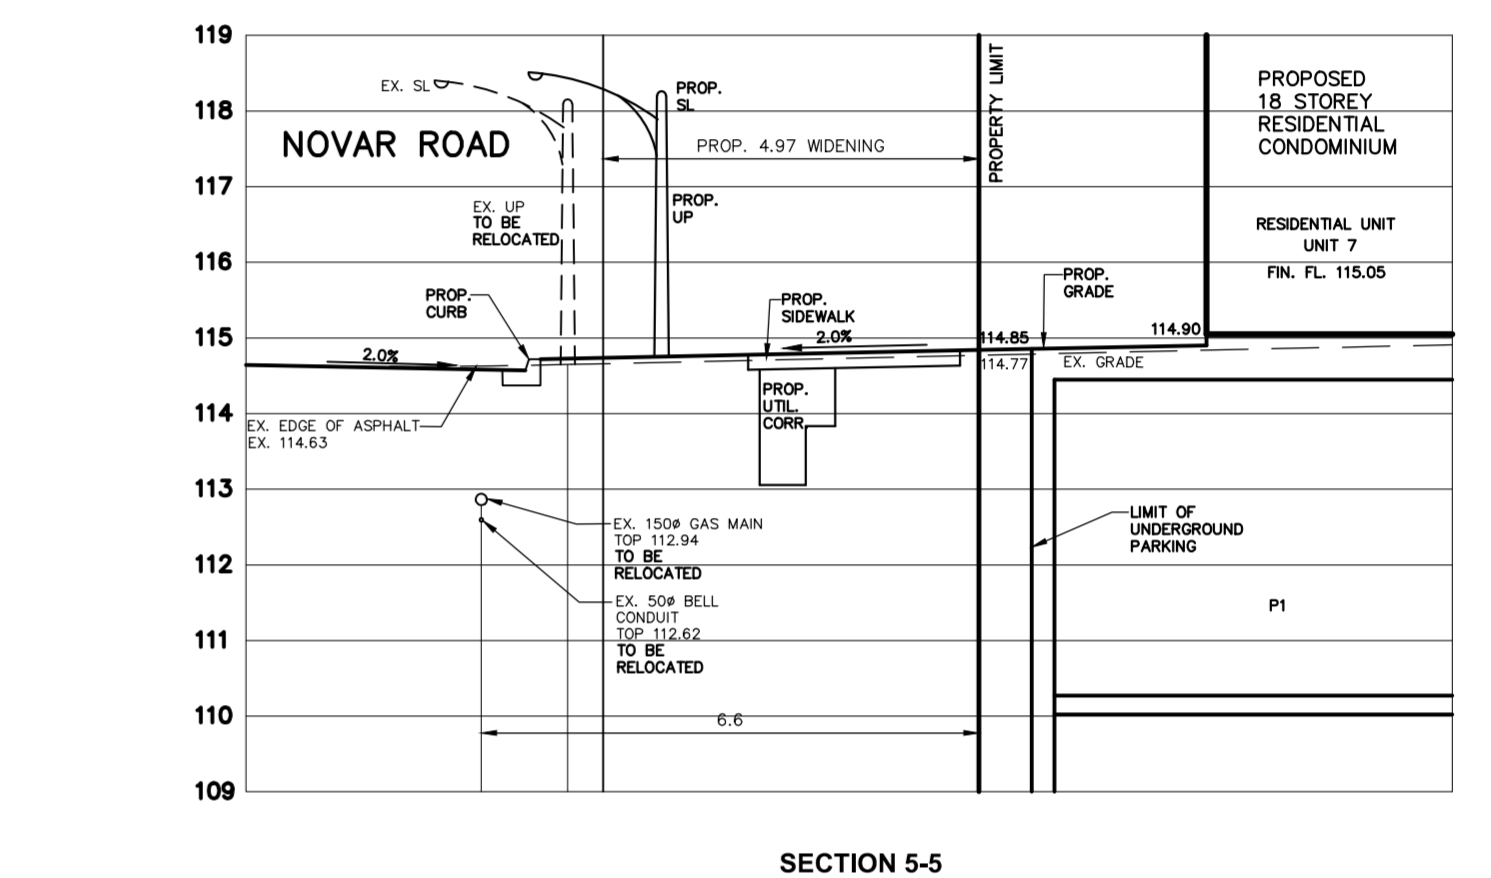 119
118
117
116
115
114
113
112
111
110
109
EX. SL
PROP.
SL
NOVAR ROAD
PROP. 4.97 WIDENING
PROPERTY LIMIT
PROPOSED
18 STOREY
RESIDENTIAL
CONDOMINIUM
EX. UP
TO BE
RELOCATED
PROP.
UP
RESIDENTIAL UNIT
UNIT 7
FIN. FL. 115.05
PROP.
CURB
PROP.
SIDEWALK
PROP.
GRADE
2.0%
2.0%
114.85
114.90
114.77
EX. GRADE
EX. EDGE OF ASPHALT
EX. 114.63
PROP.
UTIL.
CORR.
EX. 150ø GAS MAIN
TOP 112.94
TO BE
RELOCATED
EX. 50ø BELL
CONDUIT
TOP 112.62
TO BE
RELOCATED
LIMIT OF
UNDERGROUND
PARKING
P1
6.6
SECTION 5-5